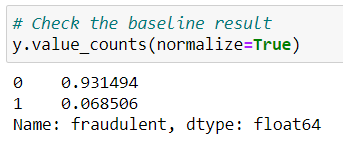 # Check the baseline result
y.value_counts(normalize=True)
0    0.931494
1    0.068506
Name: fraudulent, dtype: float64